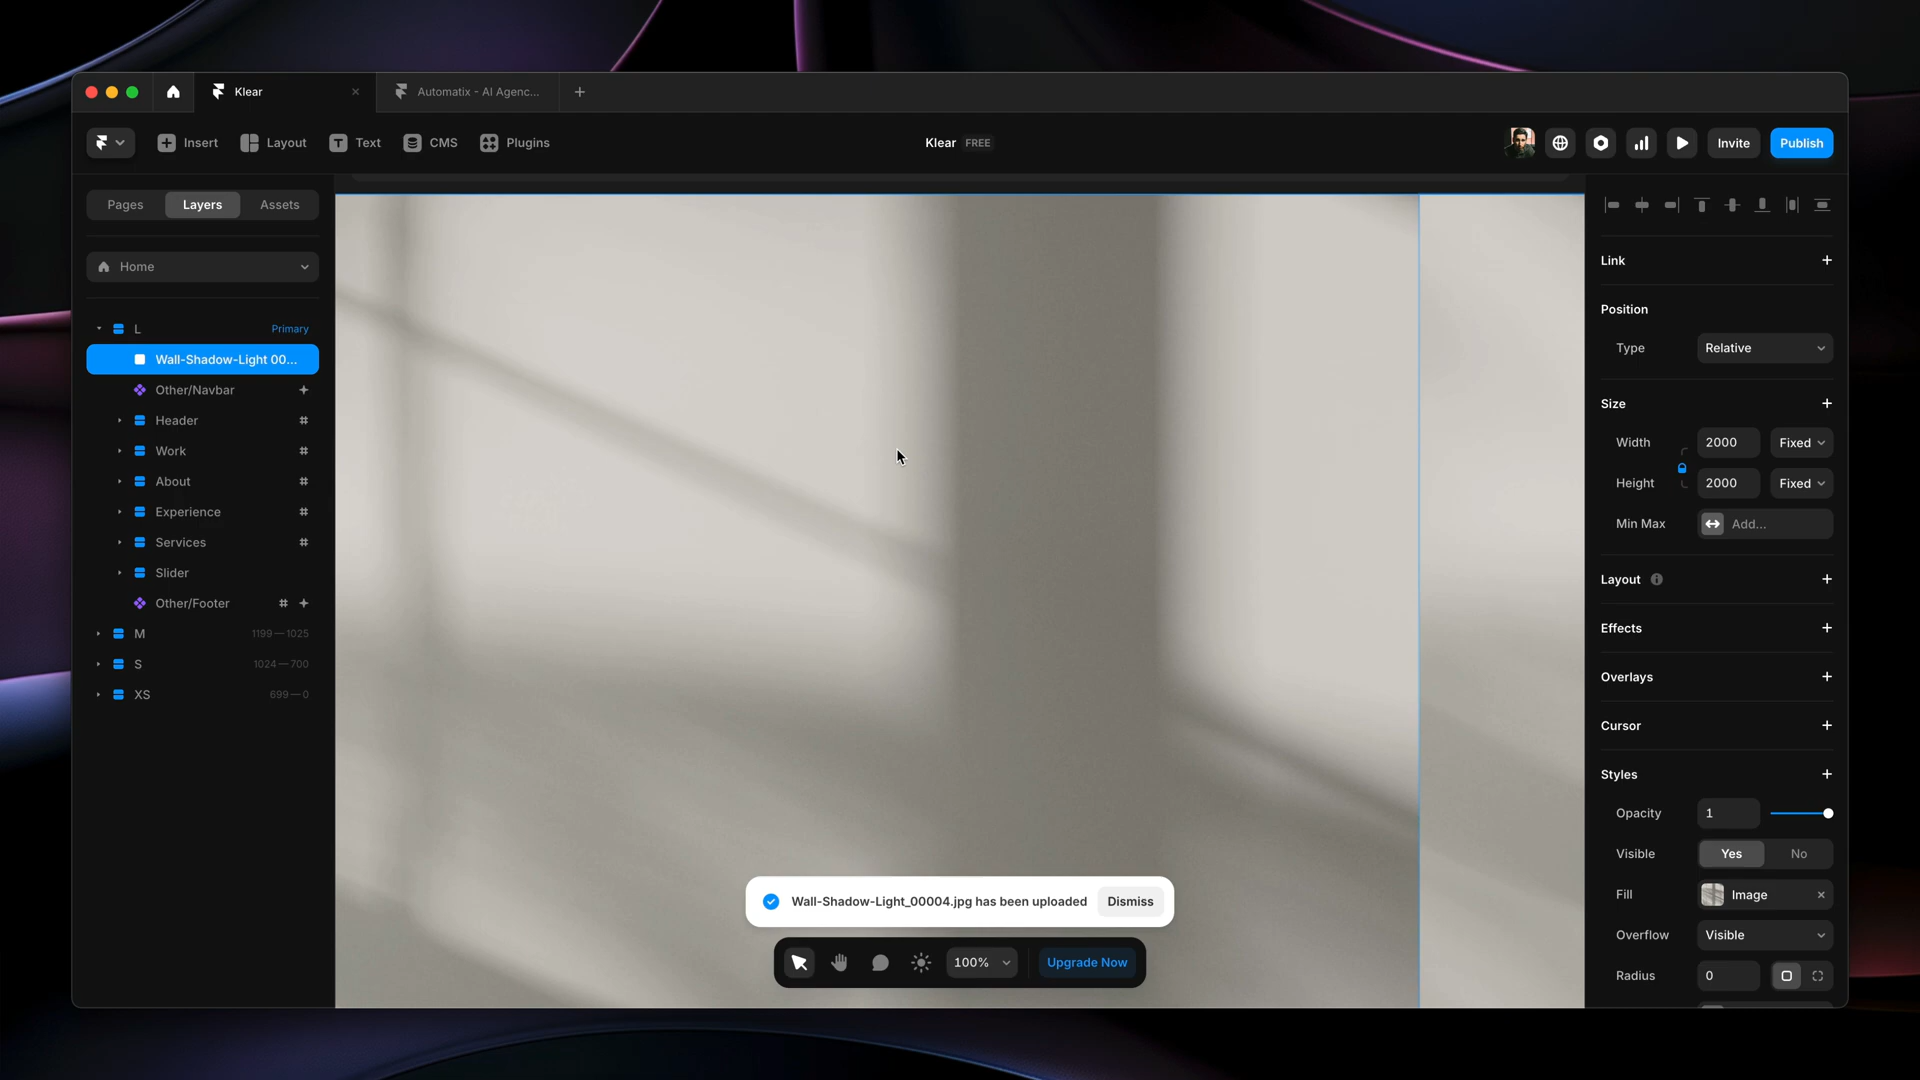 Klear
Automatix - AI Agenc...
Insert
Layout
Text
CMS
Plugins
Klear FREE
Invite
Publish
Pages
Layers
Assets
Home
L Primary
Wall-Shadow-Light 00...
Other/Navbar
Header
Work
About
Experience
Services
Slider
Other/Footer
M 1199—1025
S 1024—700
XS 699—0
Wall-Shadow-Light_00004.jpg has been uploaded
Dismiss
100%
Upgrade Now
Link
Position
Type Relative
Size
Width 2000 Fixed
Height 2000 Fixed
Min Max Add...
Layout
Effects
Overlays
Cursor
Styles
Opacity 1
Visible Yes No
Fill Image
Overflow Visible
Radius 0